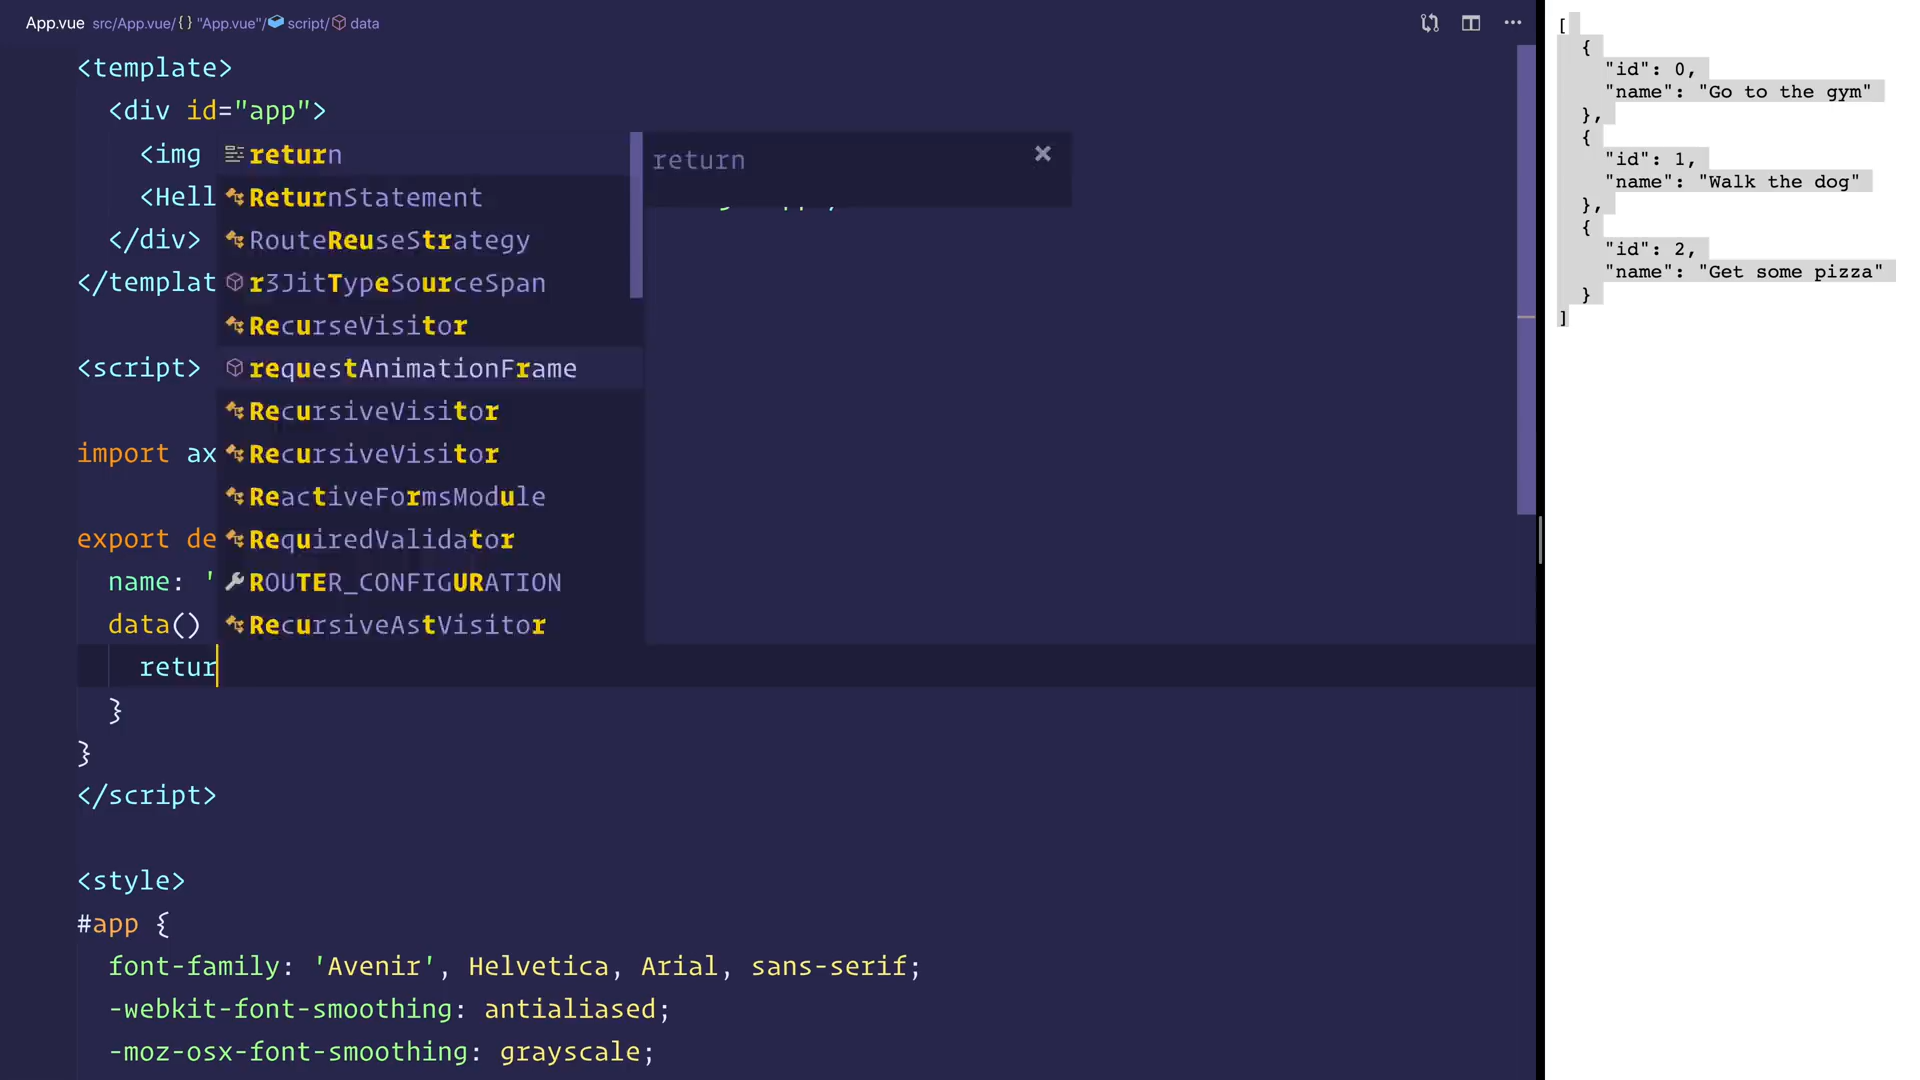 App.vue src/App.vue/{ } "App.vue"/ script/ data
<template>
<div id="app">
<img
<Hell
</div>
</templat
<script>
import ax
export de
name: '
data()
retur
}
}
</script>
<style>
#app {
font-family: 'Avenir', Helvetica, Arial, sans-serif;
-webkit-font-smoothing: antialiased;
-moz-osx-font-smoothing: grayscale;
return
ReturnStatement
RouteReuseStrategy
r3JitTypeSourceSpan
RecurseVisitor
requestAnimationFrame
RecursiveVisitor
RecursiveVisitor
ReactiveFormsModule
RequiredValidator
ROUTER_CONFIGURATION
RecursiveAstVisitor
return
[
{
"id": 0,
"name": "Go to the gym"
},
{
"id": 1,
"name": "Walk the dog"
},
{
"id": 2,
"name": "Get some pizza"
}
]